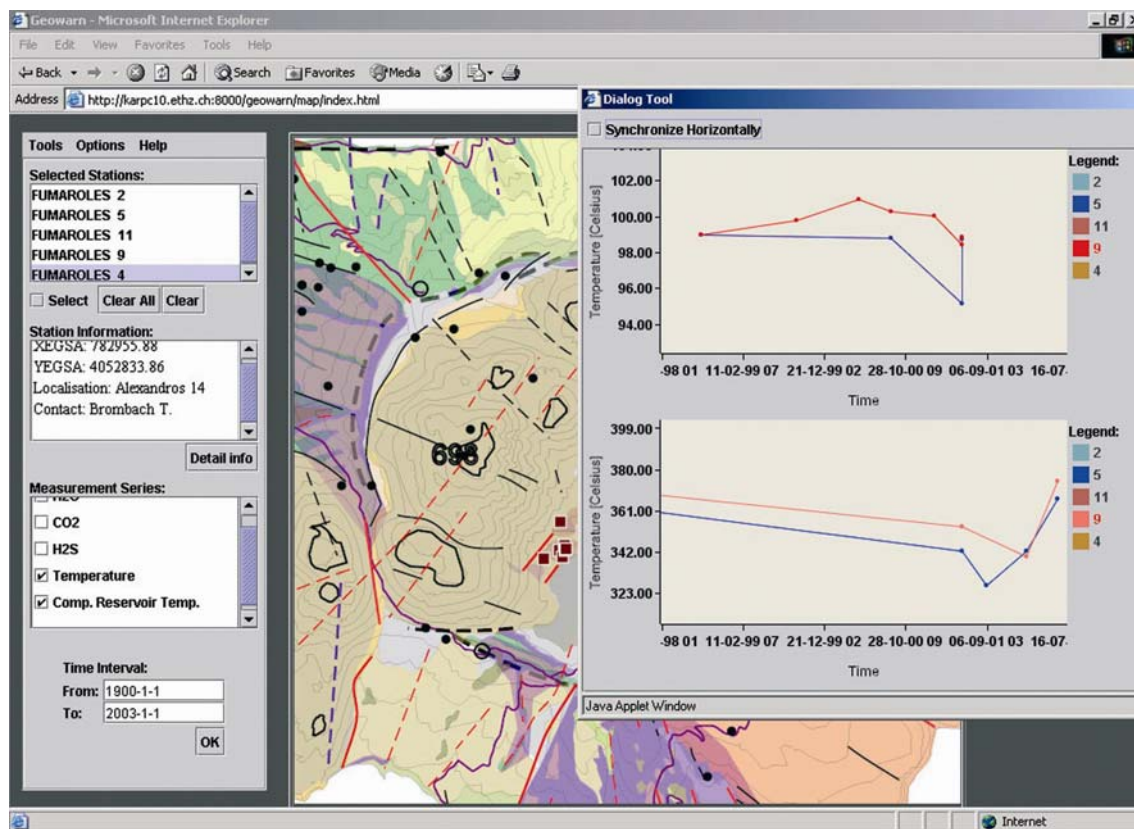 Geowarn - Microsoft Internet Explorer
File Edit View Favorites Tools Help
Back Search Favorites Media
Address http://karpc10.ethz.ch:8000/geowarn/map/index.html
Tools Options Help
Selected Stations:
FUMAROLES 2
FUMAROLES 5
FUMAROLES 11
FUMAROLES 9
FUMAROLES 4
Select Clear All Clear
Station Information:
XEGSA: 782955.88
YEGSA: 4052833.86
Localisation: Alexandros 14
Contact: Brombach T.
Detail info
Measurement Series:
H2O
CO2
H2S
Temperature
Comp. Reservoir Temp.
Time Interval:
From: 1900-1-1
To: 2003-1-1
OK
698
Dialog Tool
Synchronize Horizontally
Temperature [Celsius]
104.00
102.00
100.00
98.00
96.00
94.00
-98 01 11-02-99 07 21-12-99 02 28-10-00 09 06-09-01 03 16-07-
Time
Legend:
2
5
11
9
4
Temperature [Celsius]
399.00
380.00
361.00
342.00
323.00
-98 01 11-02-99 07 21-12-99 02 28-10-00 09 06-09-01 03 16-07-
Time
Legend:
2
5
11
9
4
Java Applet Window
Internet